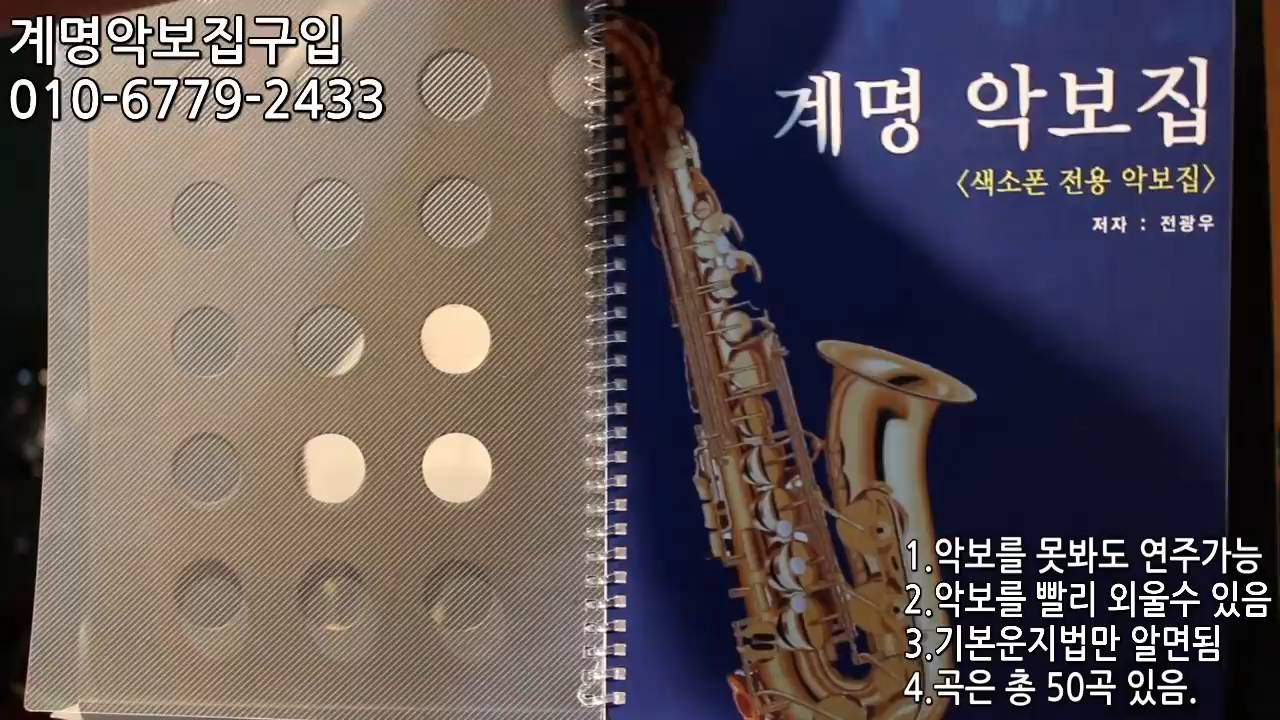 계명악보집구입
010-6779-2433
계명 악보집
<색소폰 전용 악보집>
저자 : 전광우
1.악보를 못봐도 연주가능
2.악보를 빨리 외울수 있음
3.기본운지법만 알면됨
4.곡은 총 50곡 있음.